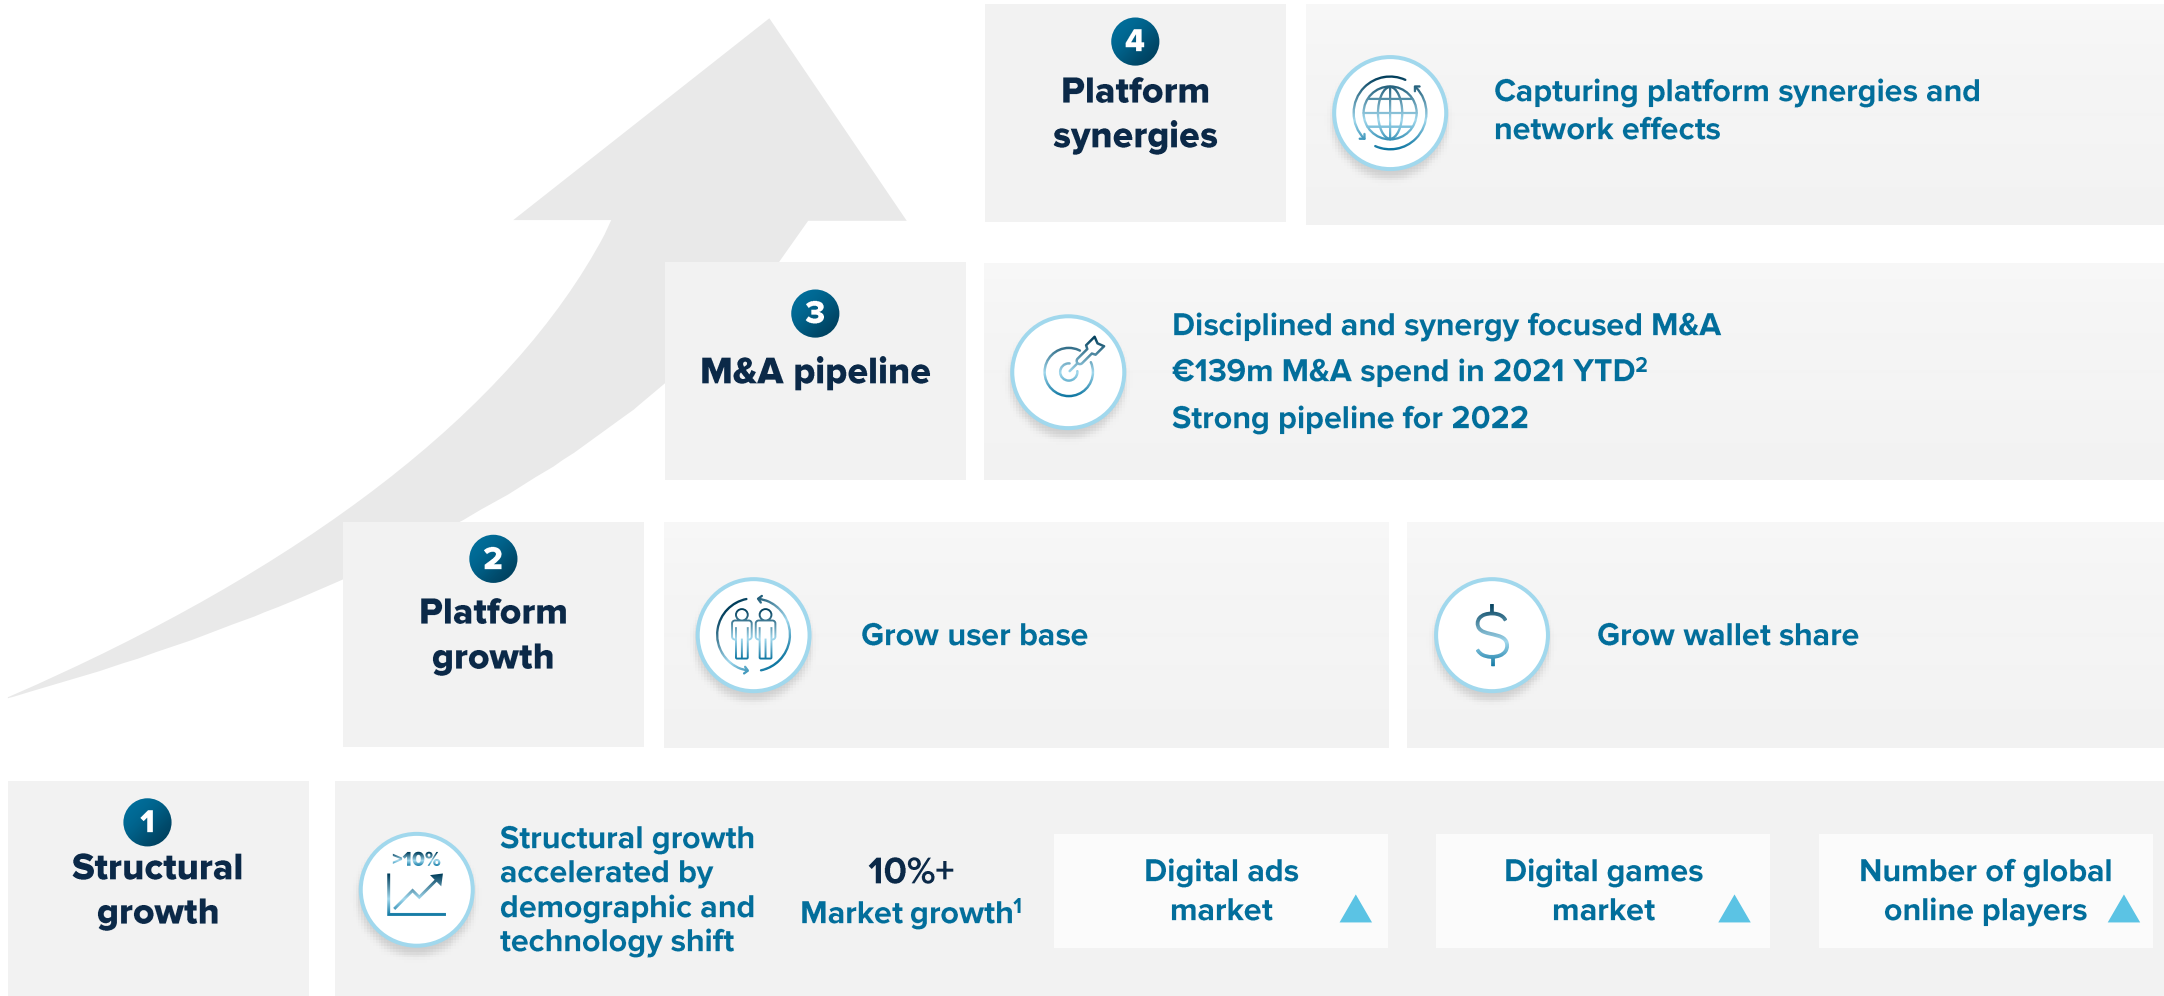 4
Platform
synergies
Capturing platform synergies and
network effects
3
M&A pipeline
Disciplined and synergy focused M&A
€139m M&A spend in 2021 YTD²
Strong pipeline for 2022
2
Platform
growth
Grow user base
Grow wallet share
1
Structural
growth
>10%
Structural growth
accelerated by
demographic and
technology shift
10%+
Market growth¹
Digital ads
market
Digital games
market
Number of global
online players